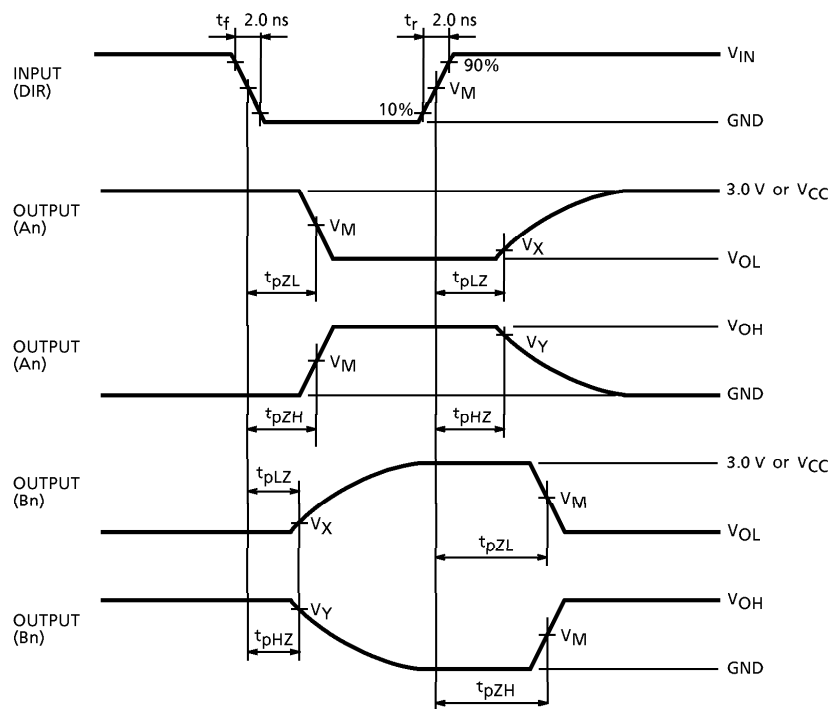 tf 2.0 ns tr 2.0 ns
INPUT
(DIR)
VIN
90%
VM
10%
GND
OUTPUT
(An)
3.0 V or VCC
VM
VX
VOL
tpZL
tpLZ
OUTPUT
(An)
VOH
VY
VM
GND
tpZH
tpHZ
OUTPUT
(Bn)
3.0 V or VCC
tpLZ
VM
VX
VOL
tpZL
OUTPUT
(Bn)
VOH
VY
VM
tpHZ
GND
tpZH